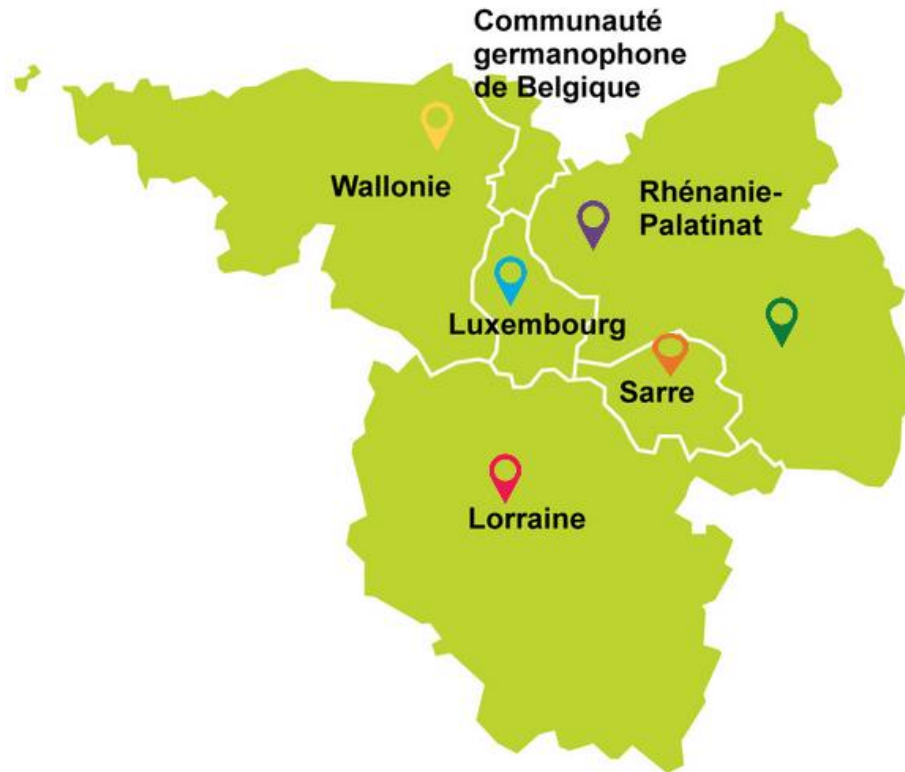 Communauté
germanophone
de Belgique
Wallonie
Rhénanie-
Palatinat
Luxembourg
Sarre
Lorraine